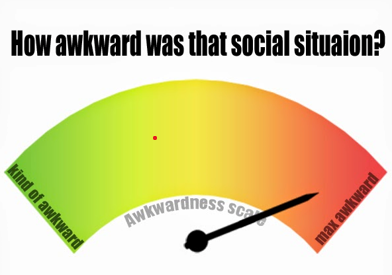 How awkward was that social situaion?
kind of awkward
Awkwardness scale
max awkward